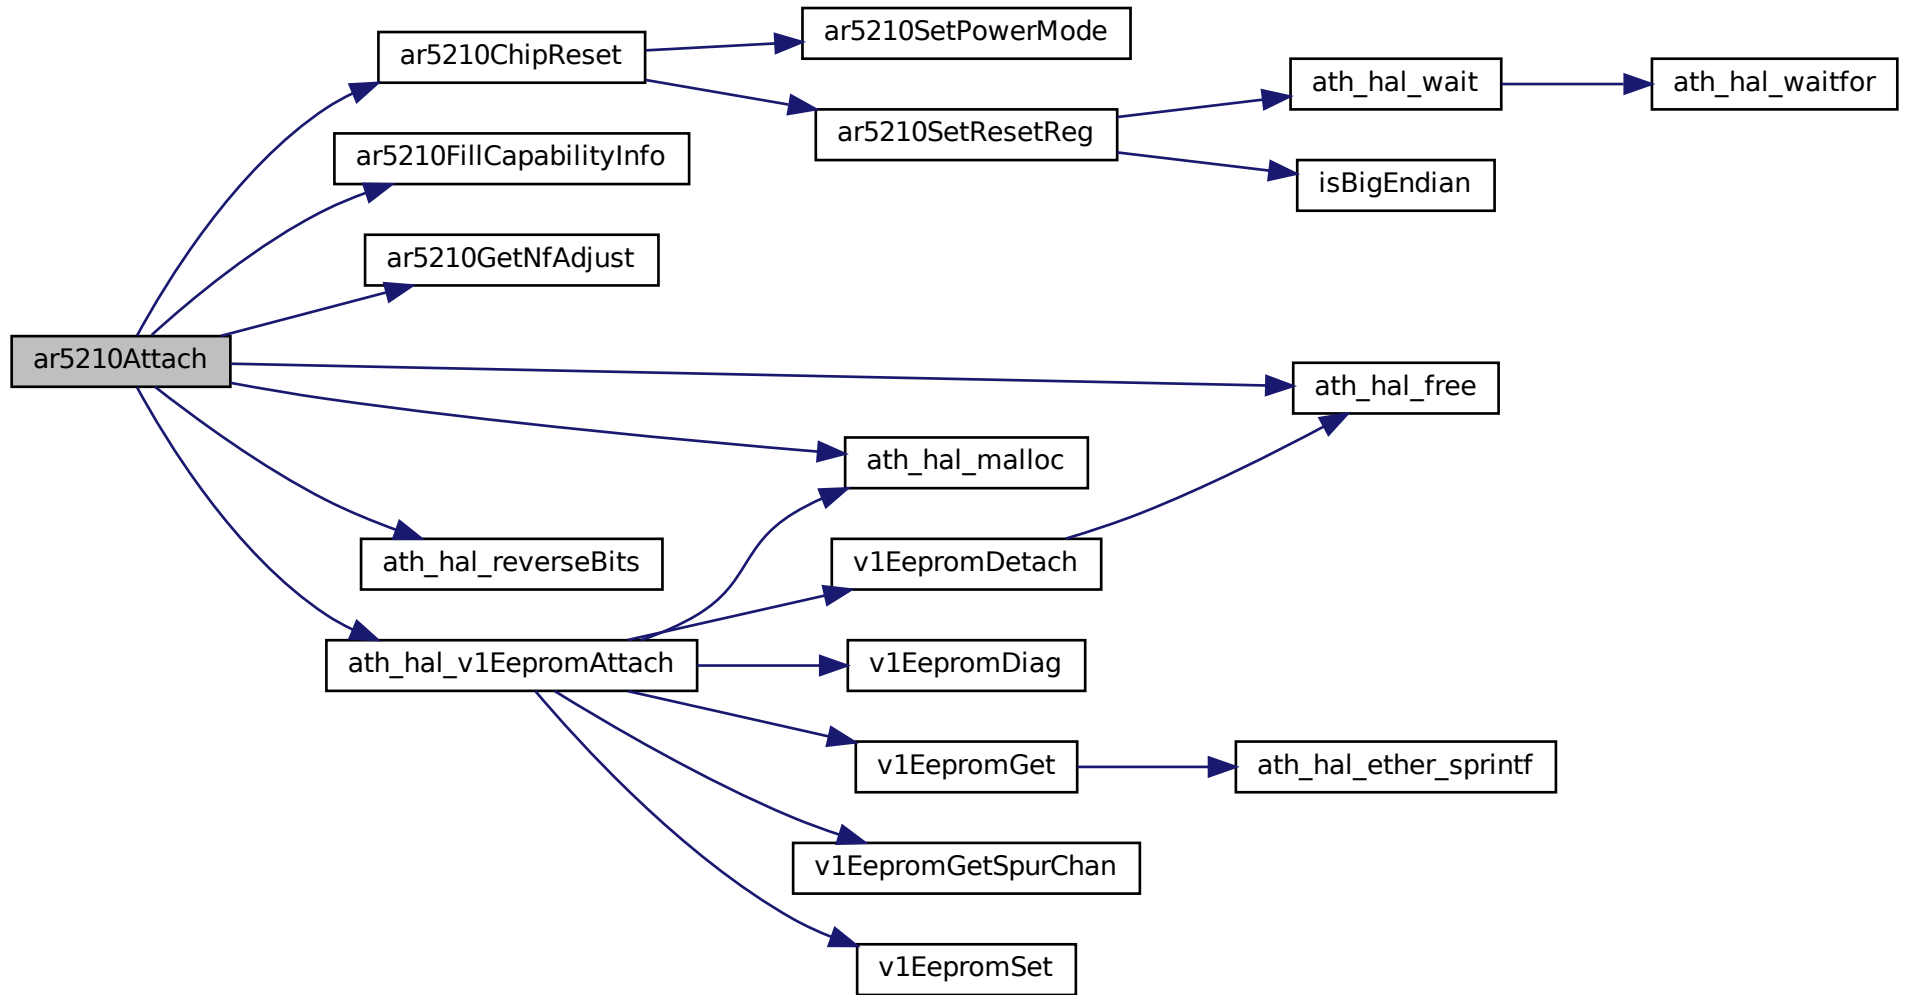 ar5210SetPowerMode
ar5210ChipReset
ath_hal_wait
ath_hal_waitfor
ar5210SetResetReg
ar5210FillCapabilityInfo
isBigEndian
ar5210GetNfAdjust
ar5210Attach
ath_hal_free
ath_hal_malloc
ath_hal_reverseBits
v1EepromDetach
ath_hal_v1EepromAttach
v1EepromDiag
v1EepromGet
ath_hal_ether_sprintf
v1EepromGetSpurChan
v1EepromSet